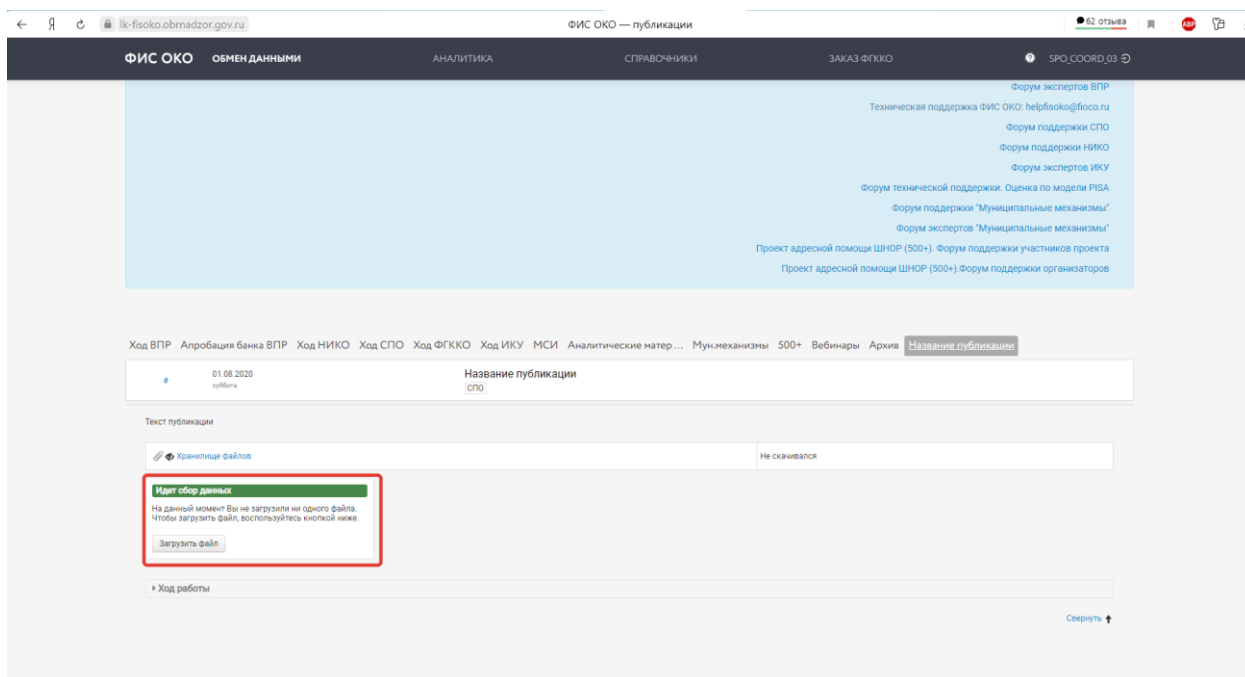 lk-fisoko.obrnadzor.gov.ru ФИС ОКО — публикации 62 отзыва ABP
ФИС ОКО ОБМЕН ДАННЫМИ АНАЛИТИКА СПРАВОЧНИКИ ЗАКАЗ ФГККО SPO_COORD_03
Форум экспертов ВПР
Техническая поддержка ФИС ОКО: helpfisoko@fioco.ru
Форум поддержки СПО
Форум поддержки НИКО
Форум экспертов ИКУ
Форум технической поддержки. Оценка по модели PISA
Форум поддержки "Муниципальные механизмы"
Форум экспертов "Муниципальные механизмы"
Проект адресной помощи ШНОР (500+). Форум поддержки участников проекта
Проект адресной помощи ШНОР (500+).Форум поддержки организаторов
Ход ВПР Апробация банка ВПР Ход НИКО Ход СПО Ход ФГККО Ход ИКУ МСИ Аналитические матер... Мун.механизмы 500+ Вебинары Архив Название публикации
# 01.08.2020 Название публикации
суббота СПО
Текст публикации
Хранилище файлов Не скачивался
Идет сбор данных
На данный момент Вы не загрузили ни одного файла.
Чтобы загрузить файл, воспользуйтесь кнопкой ниже.
Загрузить файл
Ход работы
Свернуть